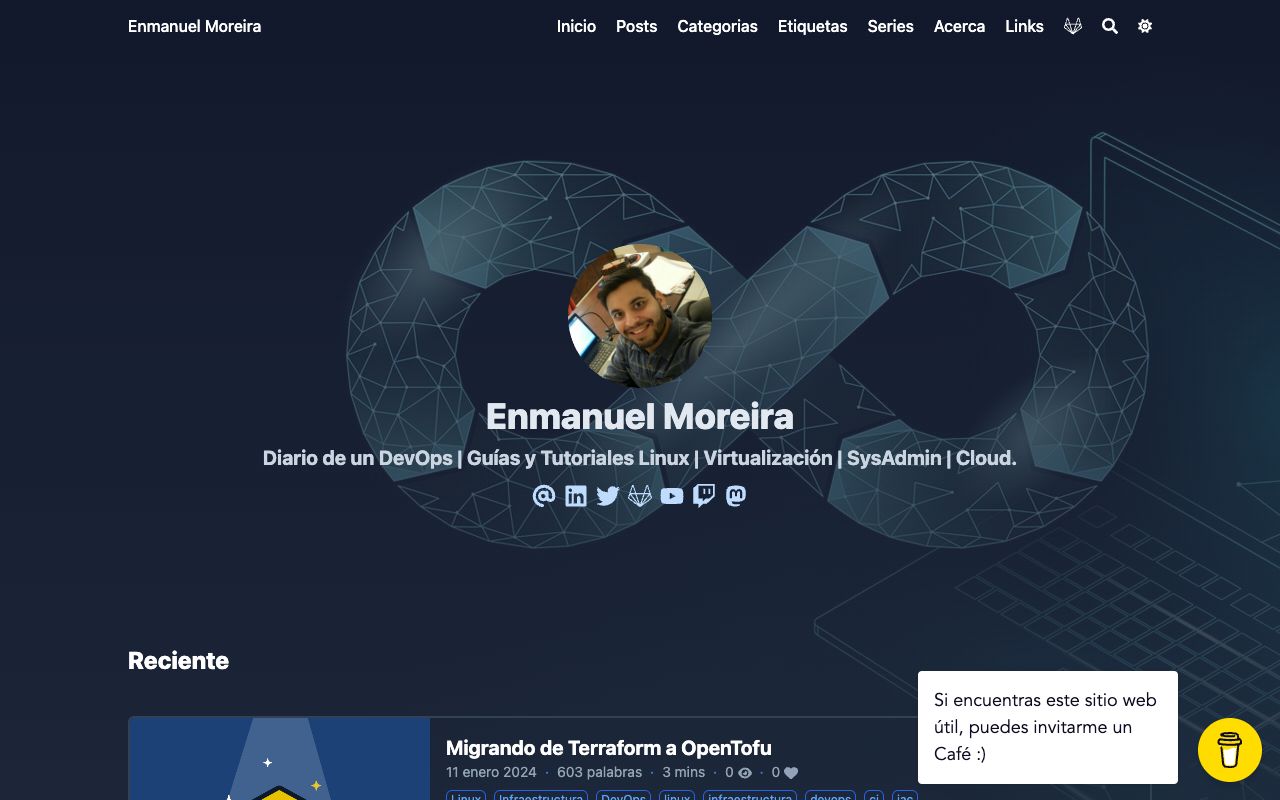 Enmanuel Moreira
Inicio Posts Categorias Etiquetas Series Acerca Links
Enmanuel Moreira
Diario de un DevOps | Guías y Tutoriales Linux | Virtualización | SysAdmin | Cloud.
Reciente
Migrando de Terraform a OpenTofu
11 enero 2024 · 603 palabras · 3 mins · 0 · 0
Linux Infraestructura DevOps linux infraestructura devops ci iac
Si encuentras este sitio web
útil, puedes invitarme un
Café :)